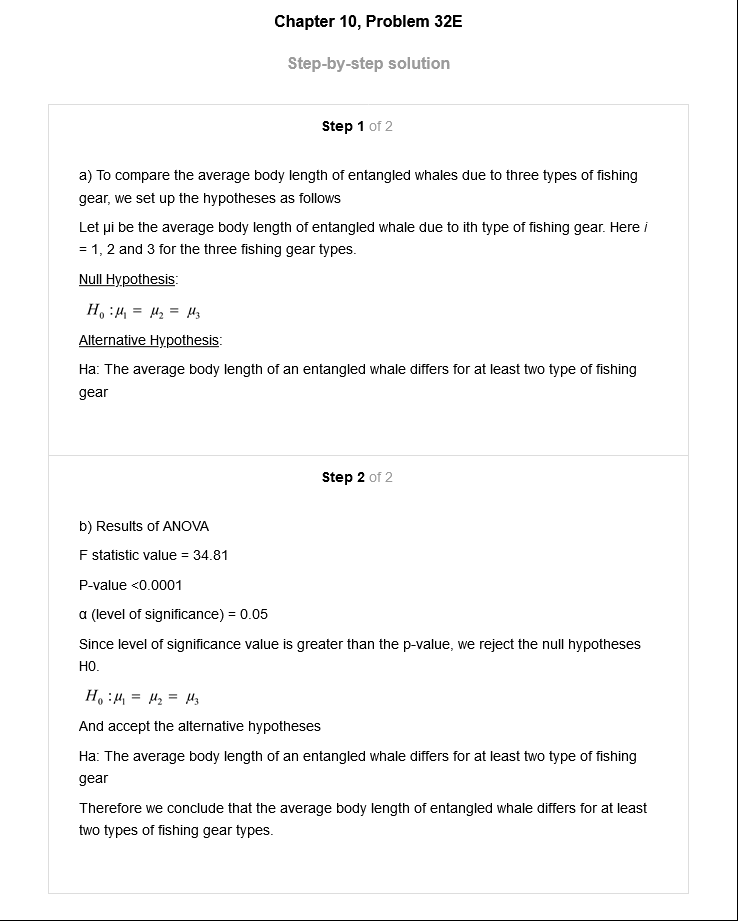 Chapter 10, Problem 32E
Step-by-step solution
Step 1 of 2
a) To compare the average body length of entangled whales due to three types of fishing
gear, we set up the hypotheses as follows
Let μi be the average body length of entangled whale due to ith type of fishing gear. Here i
= 1, 2 and 3 for the three fishing gear types.
Null Hypothesis:
H₀ : μ₁ = μ₂ = μ₃
Alternative Hypothesis:
Ha: The average body length of an entangled whale differs for at least two type of fishing
gear
Step 2 of 2
b) Results of ANOVA
F statistic value = 34.81
P-value <0.0001
α (level of significance) = 0.05
Since level of significance value is greater than the p-value, we reject the null hypotheses
H0.
H₀ : μ₁ = μ₂ = μ₃
And accept the alternative hypotheses
Ha: The average body length of an entangled whale differs for at least two type of fishing
gear
Therefore we conclude that the average body length of entangled whale differs for at least
two types of fishing gear types.